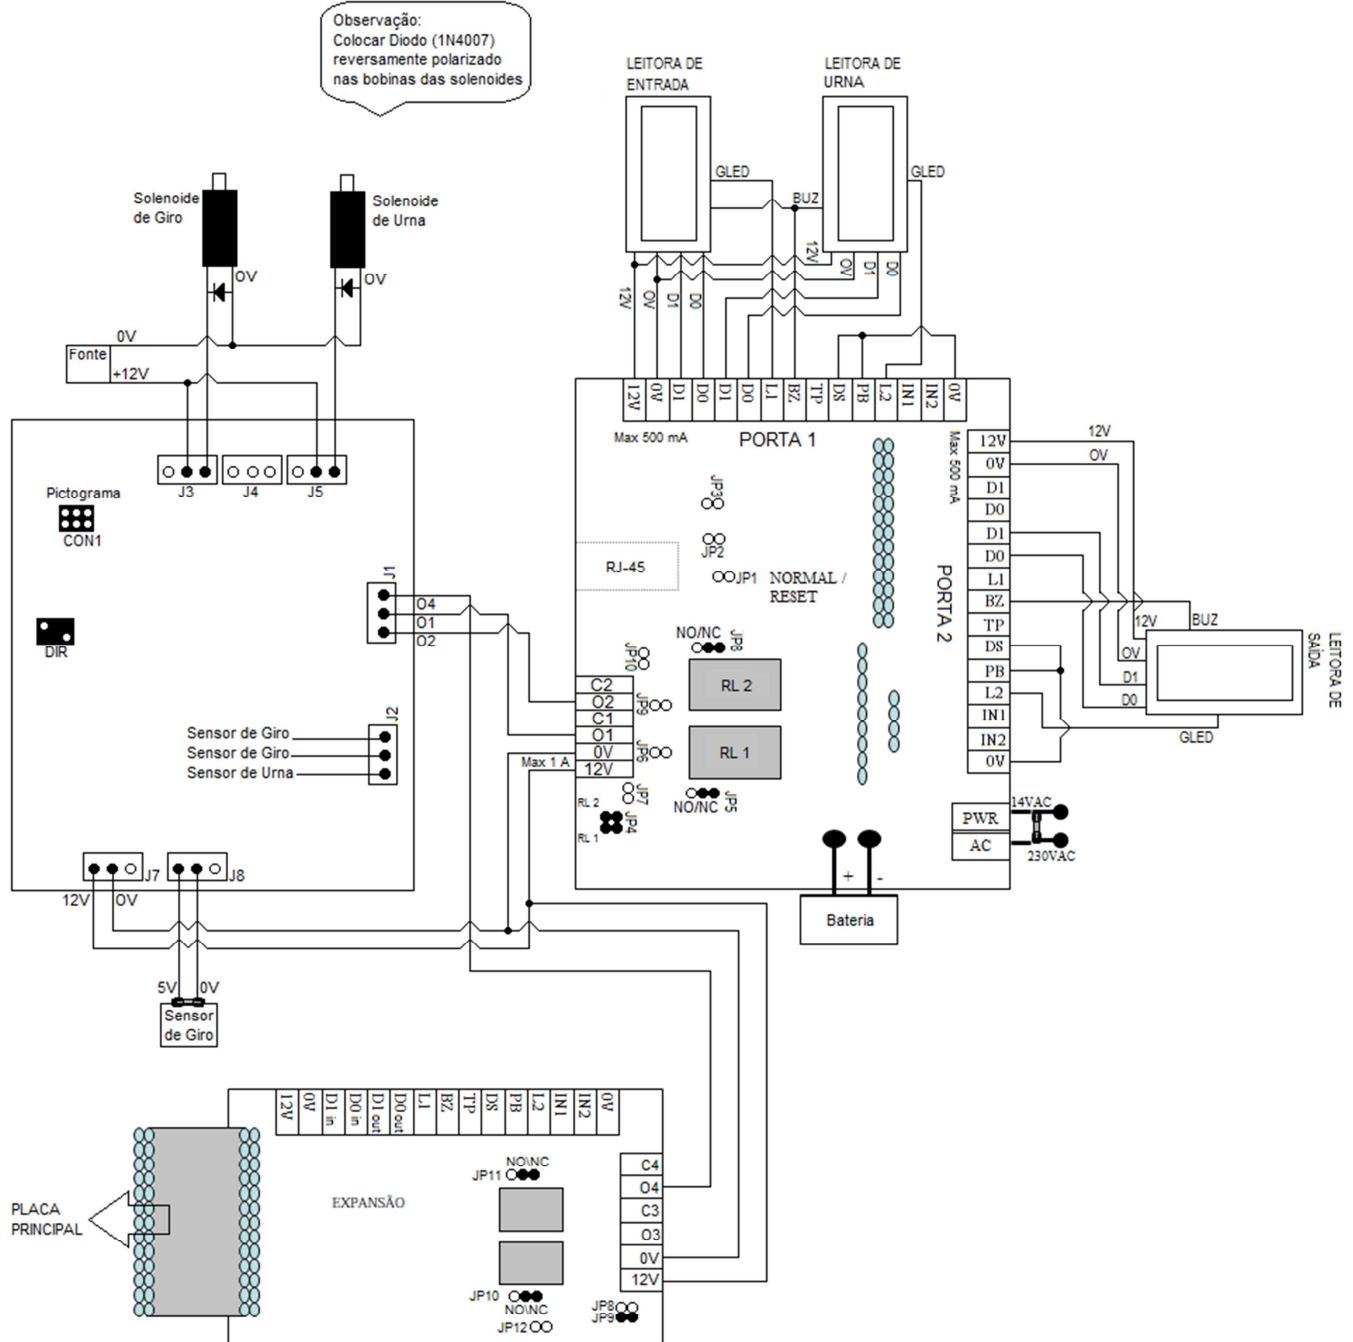 Observação:
Colocar Diodo (1N4007)
reversamente polarizado
nas bobinas das solenoides
LEITORA DE
ENTRADA
LEITORA DE
URNA
GLED
GLED
BUZ
Solenoide
de Giro
Solenoide
de Urna
0V
0V
12V
0V
D1
D0
12V
0V
D1
D0
Fonte
0V
+12V
12V
0V
D1
D0
D1
D0
L1
BZ
TP
DS
PB
L2
IN1
IN2
0V
Max 500 mA
PORTA 1
Max 500 mA
12V
0V
D1
D0
D1
D0
L1
BZ
TP
DS
PB
L2
IN1
IN2
0V
PORTA 2
12V
0V
BUZ
12V
0V
D1
D0
GLED
LEITORA DE
SAÍDA
J3
J4
J5
Pictograma
CON1
DIR
J1
O4
O1
O2
J2
Sensor de Giro
Sensor de Giro
Sensor de Urna
JP3
JP2
JP1
RJ-45
NORMAL /
RESET
NO/NC
JP8
JP10
RL 2
JP9
C2
O2
C1
O1
0V
12V
Max 1 A
JP6
RL 1
JP7
NO/NC
JP5
RL 2
RL 1
JP4
PWR
AC
14VAC
230VAC
+
-
Bateria
J7
J8
12V
0V
5V
0V
Sensor
de Giro
12V
0V
D1 in
D0 in
D1 out
D0 out
L1
BZ
TP
DS
PB
L2
IN1
IN2
0V
NO\NC
JP11
EXPANSÃO
C4
O4
C3
O3
0V
12V
PLACA
PRINCIPAL
JP10
NO\NC
JP12
JP8
JP9